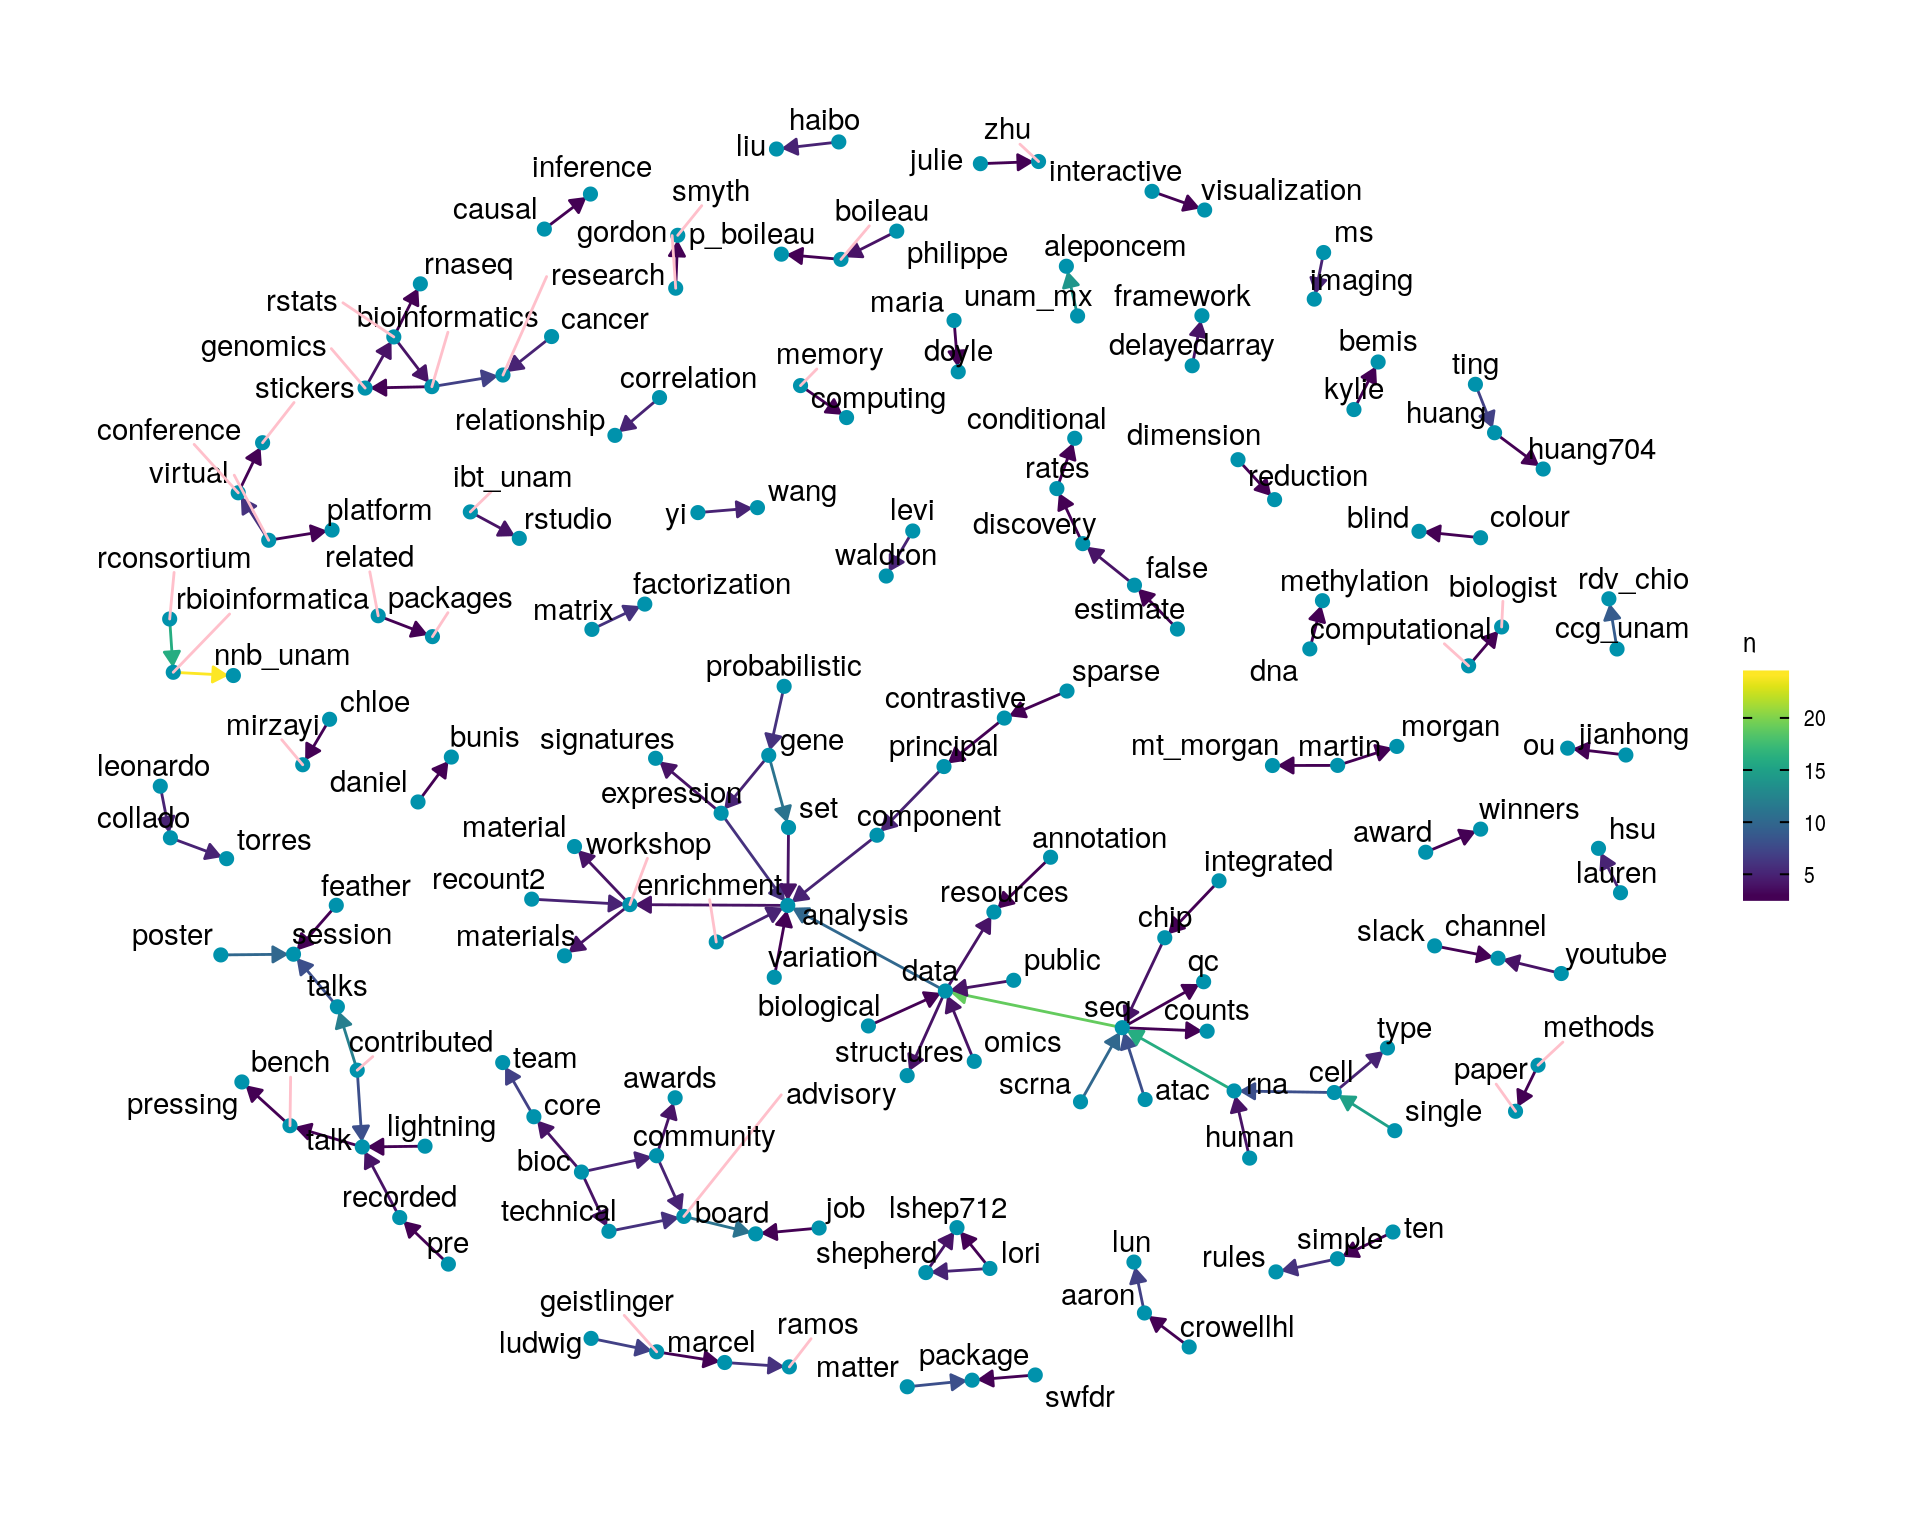 haibo
liu
zhu
julie
interactive
inference
visualization
smyth
causal
boileau
gordon
p_boileau
philippe
aleponcem
ms
rnaseq
research
imaging
rstats
maria
unam_mx
framework
bioinformatics
cancer
genomics
memory
doyle
delayedarray
bemis
ting
stickers
correlation
computing
kylie
relationship
conditional
huang
conference
dimension
huang704
virtual
ibt_unam
rates
reduction
wang
platform
rstudio
yi
levi
discovery
blind
colour
rconsortium
related
waldron
false
methylation
biologist
rdv_chio
rbioinformatica
packages
factorization
matrix
estimate
computational
ccg_unam
nnb_unam
probabilistic
sparse
dna
chloe
contrastive
mirzayi
bunis
signatures
gene
principal
mt_morgan
martin
morgan
ou
jianhong
leonardo
daniel
expression
set
collado
component
winners
material
torres
workshop
annotation
award
hsu
recount2
enrichment
resources
integrated
lauren
feather
analysis
chip
poster
session
materials
variation
data
public
qc
slack
channel
youtube
talks
biological
seq
counts
contributed
structures
omics
type
methods
bench
team
awards
scrna
atac
rna
cell
paper
pressing
core
advisory
single
talk
lightning
community
human
bioc
recorded
technical
board
job
lshep712
pre
shepherd
lori
lun
rules
simple
ten
geistlinger
aaron
ludwig
marcel
ramos
crowellhl
matter
package
swfdr
n
20
15
10
5